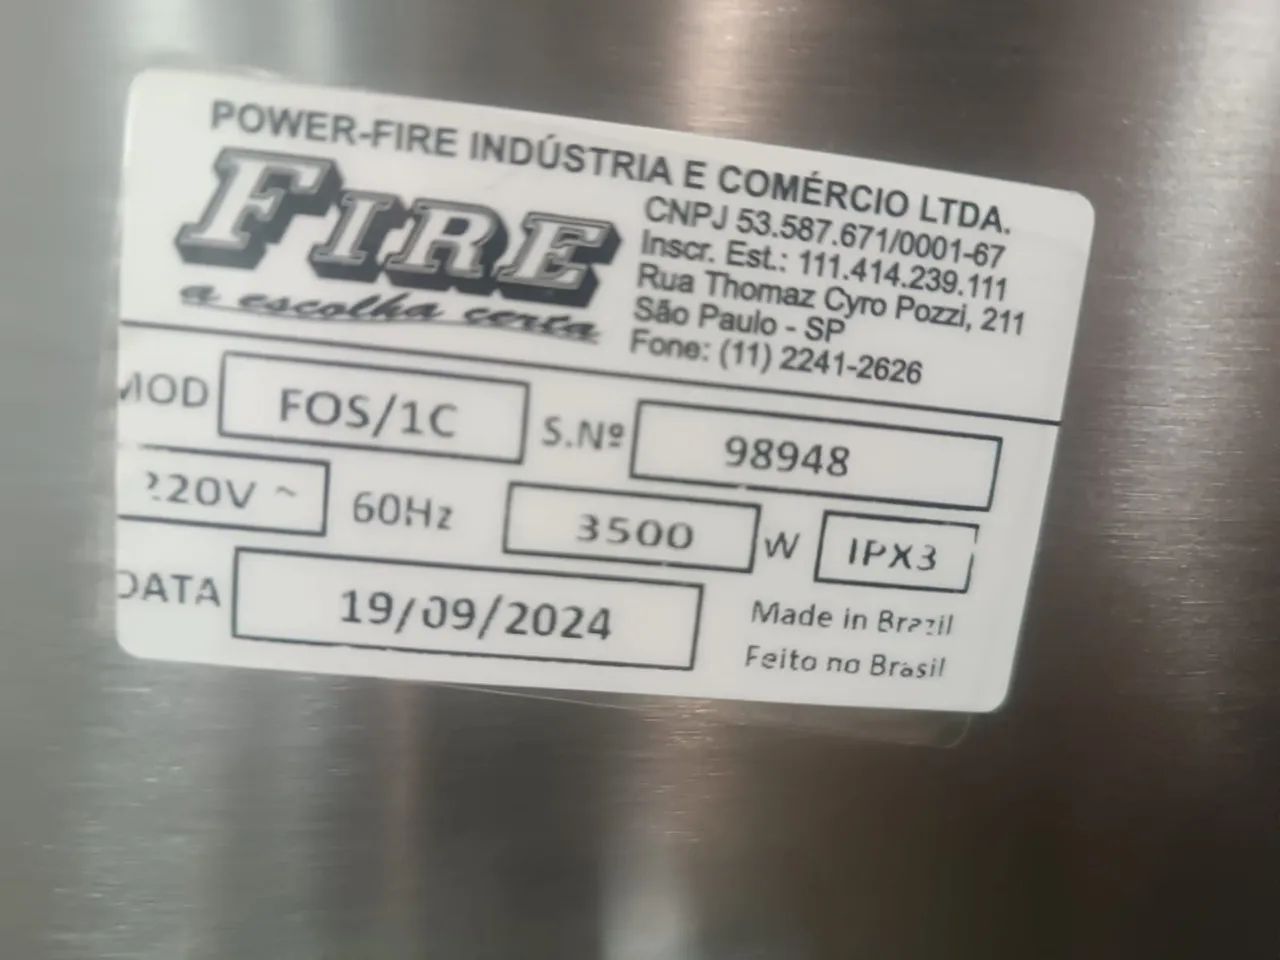 POWER-FIRE INDÚSTRIA E COMÉRCIO LTDA.
FIRE
a escolha certa
CNPJ 53.587.671/0001-67
Inscr. Est.: 111.414.239.111
Rua Thomaz Cyro Pozzi, 211
São Paulo - SP
Fone: (11) 2241-2626
MOD FOS/1C S.Nº 98948
220V ~ 60Hz 3500 W IPX3
DATA 19/09/2024
Made in Brazil
Feito no Brasil